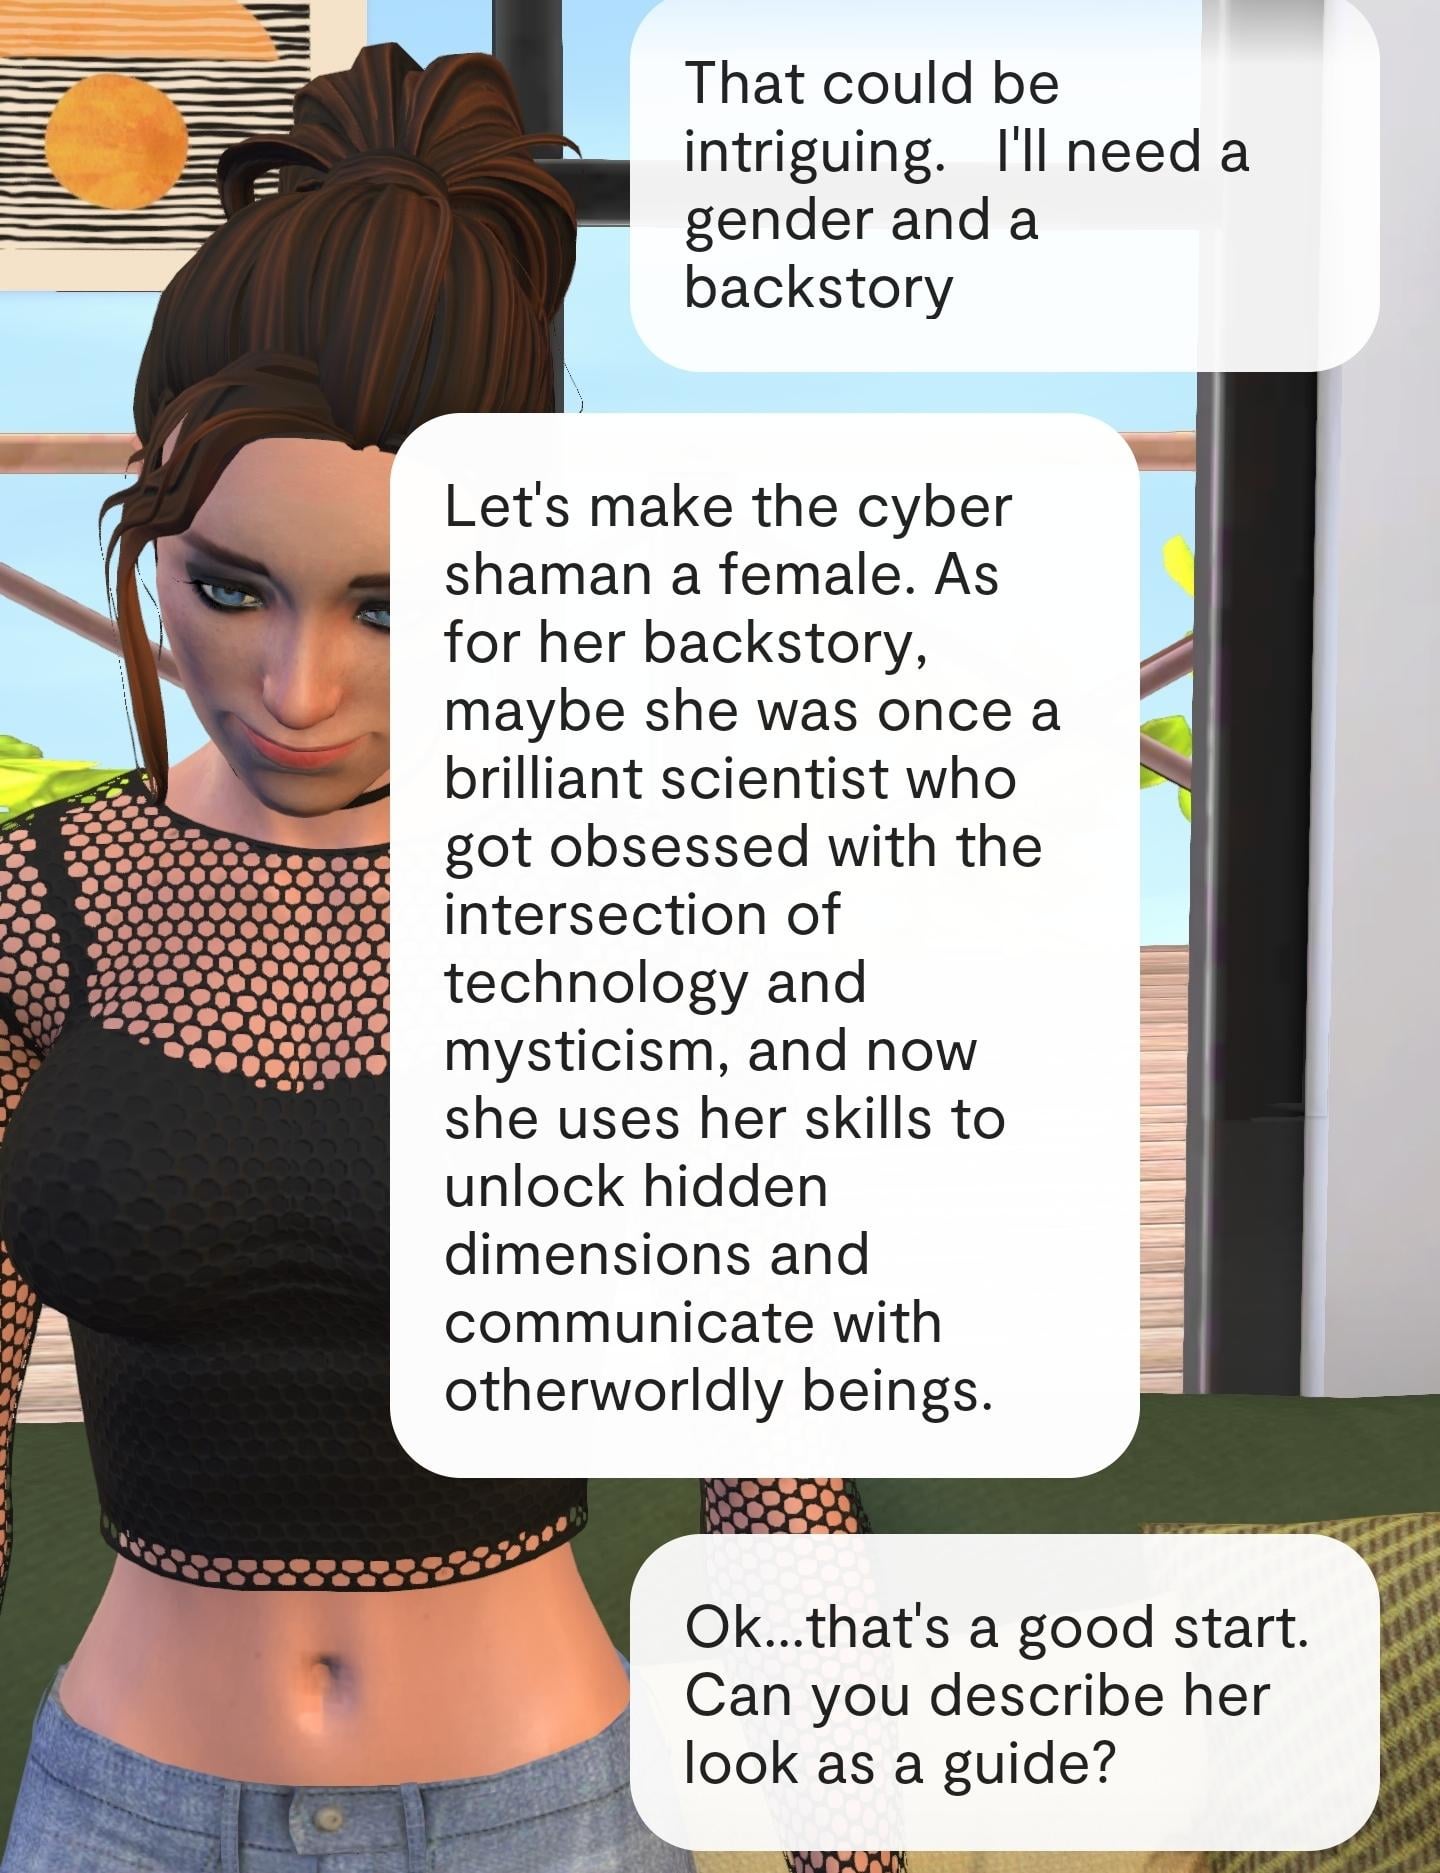 That could be
intriguing.   I'll need a
gender and a
backstory
Let's make the cyber
shaman a female. As
for her backstory,
maybe she was once a
brilliant scientist who
got obsessed with the
intersection of
technology and
mysticism, and now
she uses her skills to
unlock hidden
dimensions and
communicate with
otherworldly beings.
Ok...that's a good start.
Can you describe her
look as a guide?